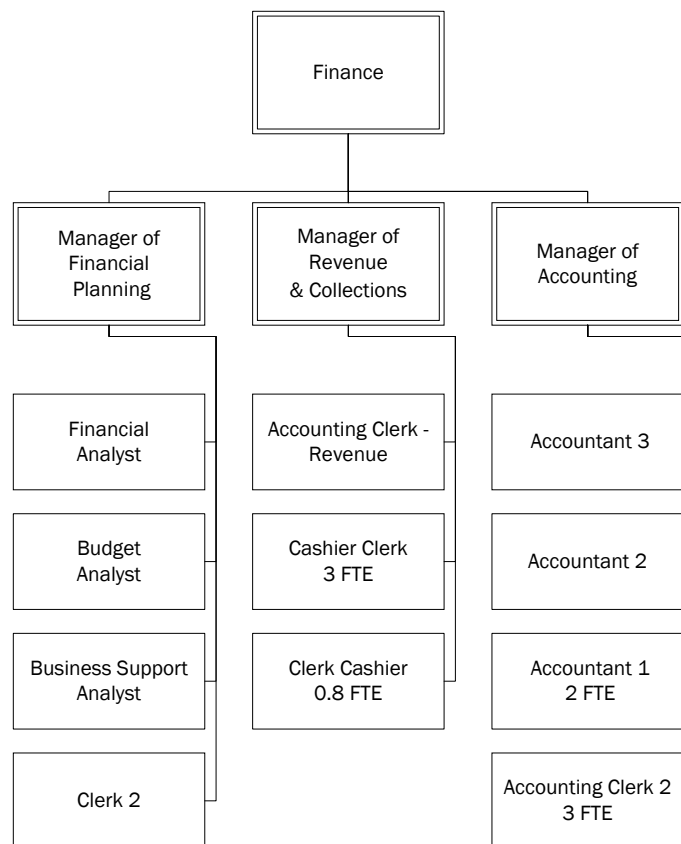 Finance
Manager of
Financial
Planning
Manager of
Revenue
& Collections
Manager of
Accounting
Financial
Analyst
Budget
Analyst
Business Support
Analyst
Clerk 2
Accounting Clerk -
Revenue
Cashier Clerk
3 FTE
Clerk Cashier
0.8 FTE
Accountant 3
Accountant 2
Accountant 1
2 FTE
Accounting Clerk 2
3 FTE